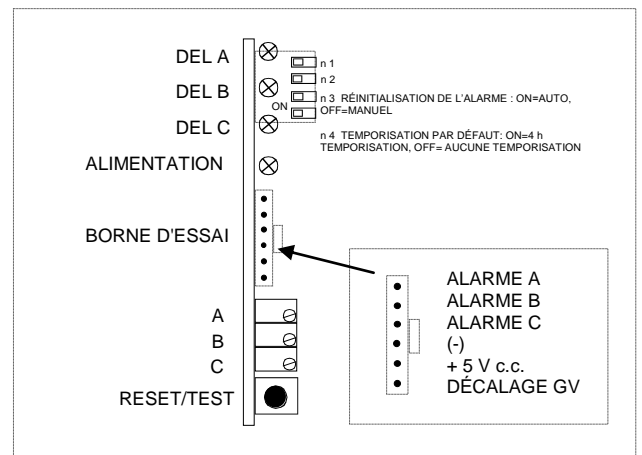 DEL A
DEL B
DEL C
ALIMENTATION
BORNE D'ESSAI
A
B
C
RESET/TEST
ON
n 1
n 2
n 3 RÉINITIALISATION DE L'ALARME : ON=AUTO,
OFF=MANUEL
n 4 TEMPORISATION PAR DÉFAUT: ON=4 h
TEMPORISATION, OFF= AUCUNE TEMPORISATION
ALARME A
ALARME B
ALARME C
(-)
+ 5 V c.c.
DÉCALAGE GV